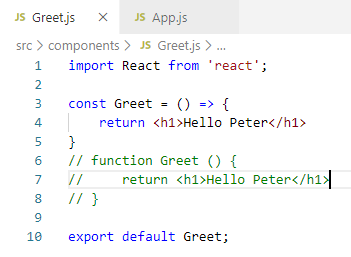 JS Greet.js × JS App.js
src > components > JS Greet.js > ...
1 import React from 'react';
2
3 const Greet = () => {
4     return <h1>Hello Peter</h1>
5 }
6 // function Greet () {
7 //     return <h1>Hello Peter</h1>
8 // }
9
10 export default Greet;